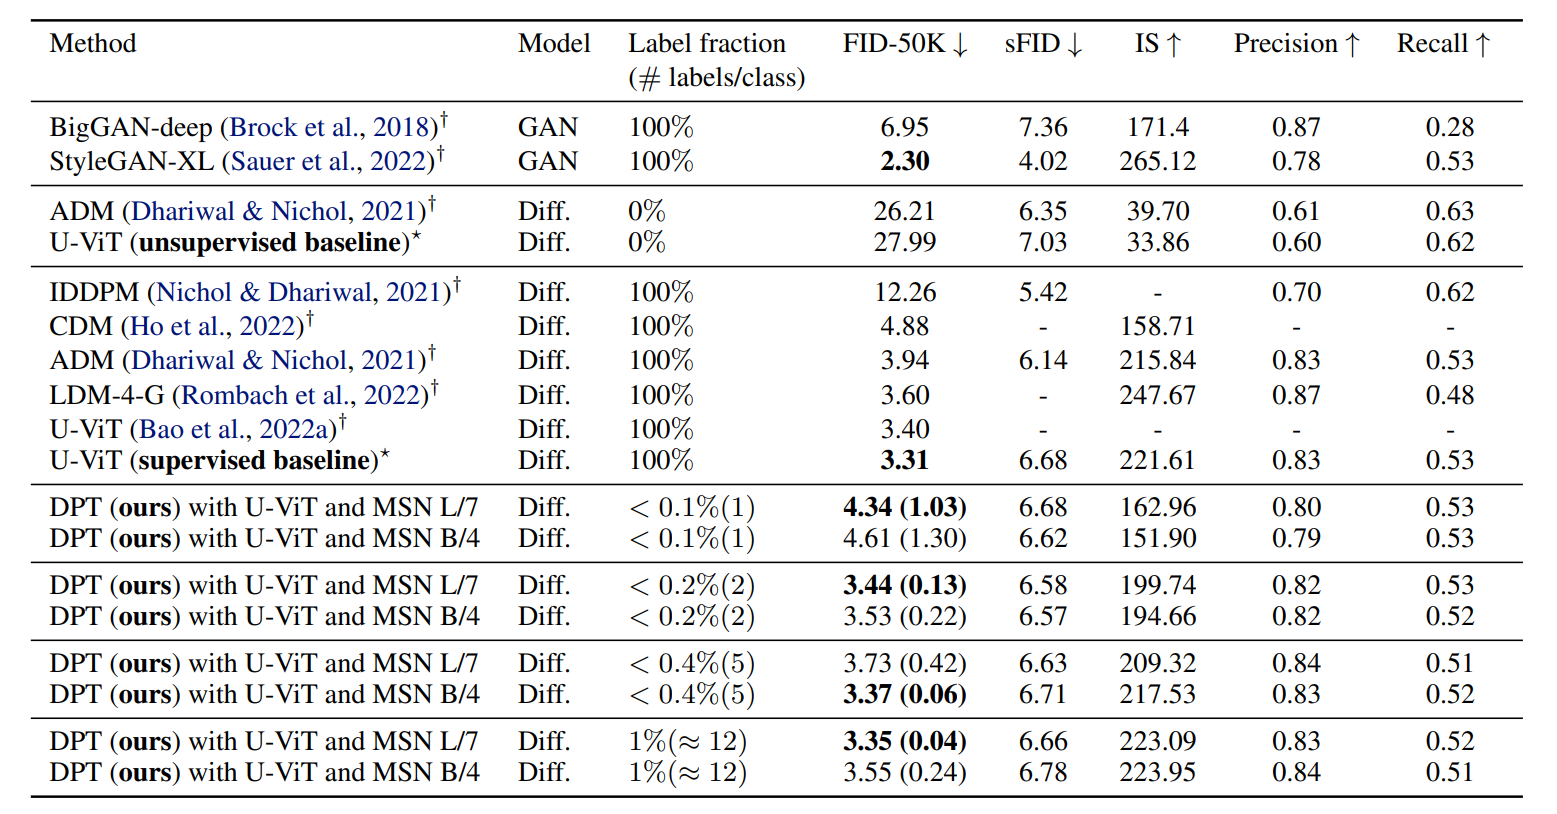 Method Model Label fraction FID-50K ↓ sFID ↓ IS ↑ Precision ↑ Recall ↑
(# labels/class)
BigGAN-deep (Brock et al., 2018)† GAN 100% 6.95 7.36 171.4 0.87 0.28
StyleGAN-XL (Sauer et al., 2022)† GAN 100% 2.30 4.02 265.12 0.78 0.53
ADM (Dhariwal & Nichol, 2021)† Diff. 0% 26.21 6.35 39.70 0.61 0.63
U-ViT (unsupervised baseline)⋆ Diff. 0% 27.99 7.03 33.86 0.60 0.62
IDDPM (Nichol & Dhariwal, 2021)† Diff. 100% 12.26 5.42 - 0.70 0.62
CDM (Ho et al., 2022)† Diff. 100% 4.88 - 158.71 - -
ADM (Dhariwal & Nichol, 2021)† Diff. 100% 3.94 6.14 215.84 0.83 0.53
LDM-4-G (Rombach et al., 2022)† Diff. 100% 3.60 - 247.67 0.87 0.48
U-ViT (Bao et al., 2022a)† Diff. 100% 3.40 - - - -
U-ViT (supervised baseline)⋆ Diff. 100% 3.31 6.68 221.61 0.83 0.53
DPT (ours) with U-ViT and MSN L/7 Diff. < 0.1%(1) 4.34 (1.03) 6.68 162.96 0.80 0.53
DPT (ours) with U-ViT and MSN B/4 Diff. < 0.1%(1) 4.61 (1.30) 6.62 151.90 0.79 0.53
DPT (ours) with U-ViT and MSN L/7 Diff. < 0.2%(2) 3.44 (0.13) 6.58 199.74 0.82 0.53
DPT (ours) with U-ViT and MSN B/4 Diff. < 0.2%(2) 3.53 (0.22) 6.57 194.66 0.82 0.52
DPT (ours) with U-ViT and MSN L/7 Diff. < 0.4%(5) 3.73 (0.42) 6.63 209.32 0.84 0.51
DPT (ours) with U-ViT and MSN B/4 Diff. < 0.4%(5) 3.37 (0.06) 6.71 217.53 0.83 0.52
DPT (ours) with U-ViT and MSN L/7 Diff. 1%(≈ 12) 3.35 (0.04) 6.66 223.09 0.83 0.52
DPT (ours) with U-ViT and MSN B/4 Diff. 1%(≈ 12) 3.55 (0.24) 6.78 223.95 0.84 0.51